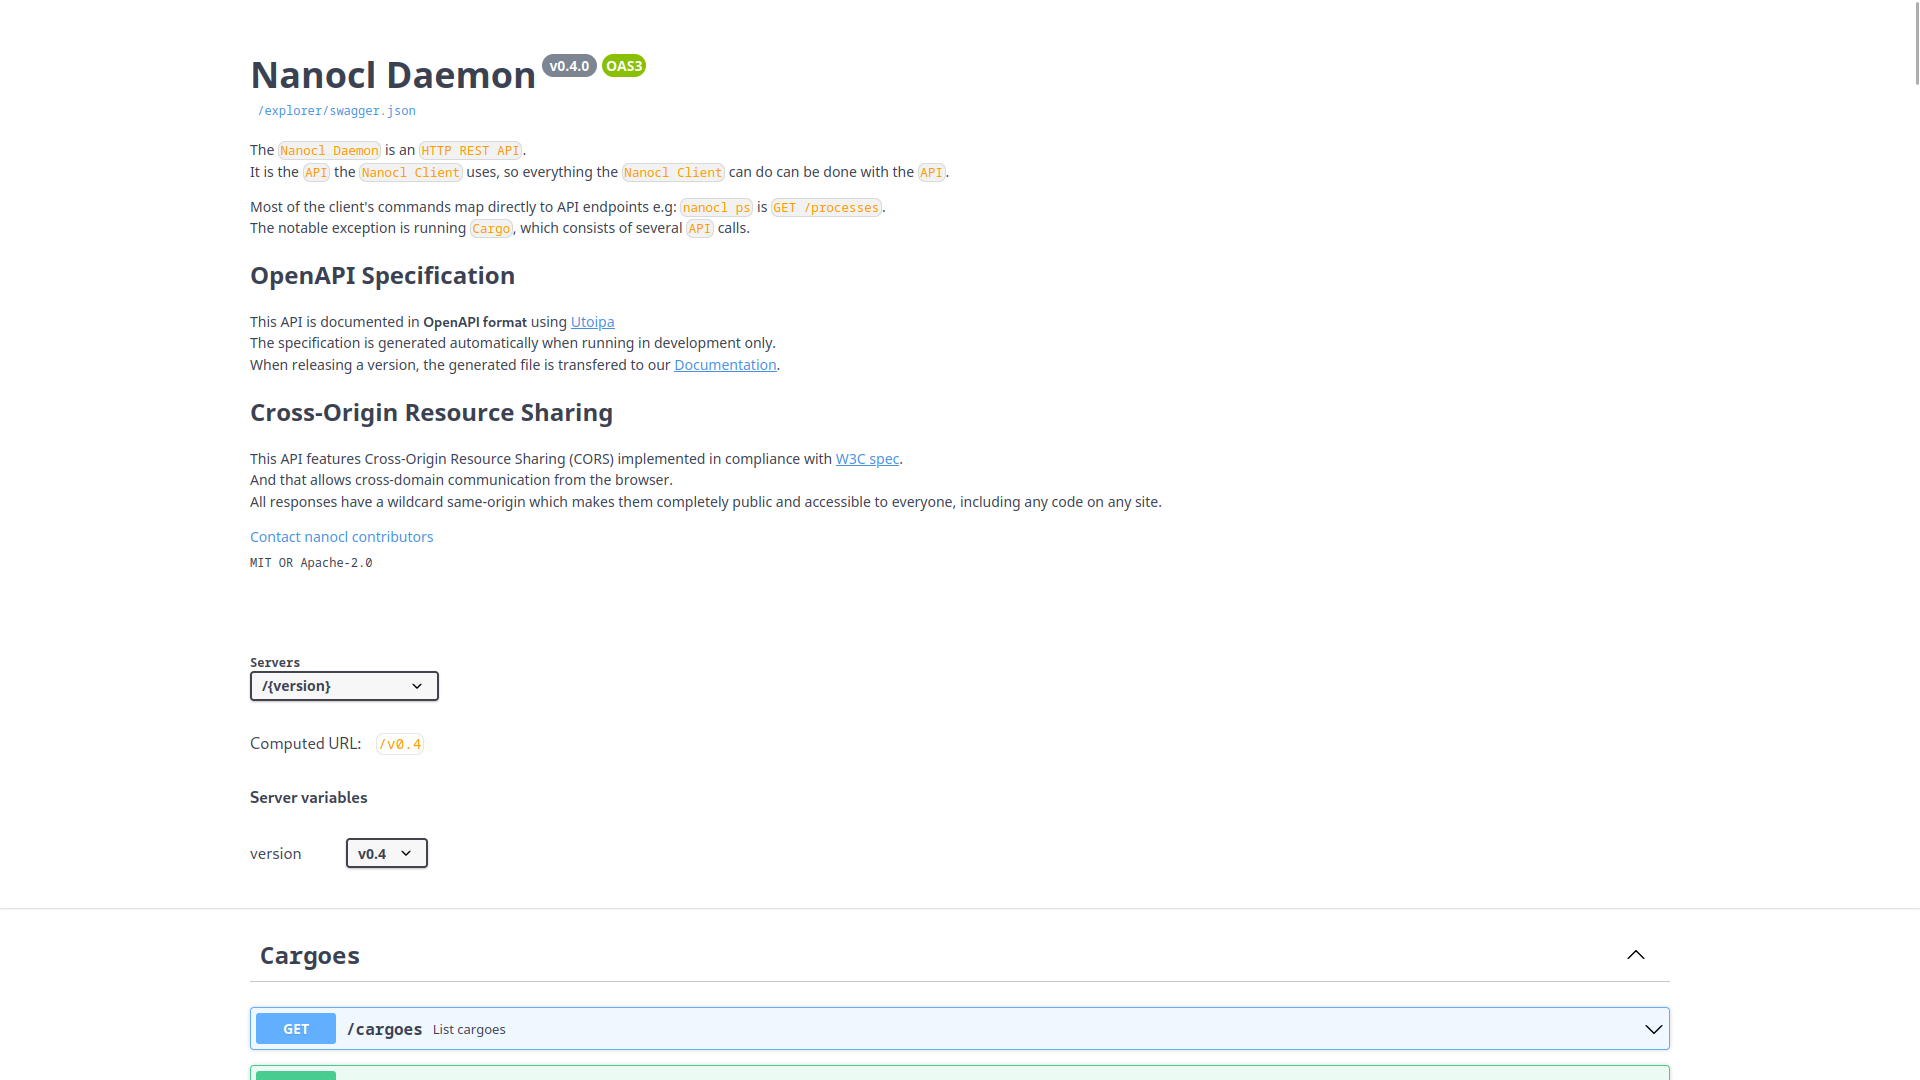 Nanocl Daemon v0.4.0 OAS3
/explorer/swagger.json
The Nanocl Daemon is an HTTP REST API.
It is the API the Nanocl Client uses, so everything the Nanocl Client can do can be done with the API.
Most of the client's commands map directly to API endpoints e.g: nanocl ps is GET /processes.
The notable exception is running Cargo, which consists of several API calls.
OpenAPI Specification
This API is documented in OpenAPI format using Utoipa
The specification is generated automatically when running in development only.
When releasing a version, the generated file is transfered to our Documentation.
Cross-Origin Resource Sharing
This API features Cross-Origin Resource Sharing (CORS) implemented in compliance with W3C spec.
And that allows cross-domain communication from the browser.
All responses have a wildcard same-origin which makes them completely public and accessible to everyone, including any code on any site.
Contact nanocl contributors
MIT OR Apache-2.0
Servers
/{version}
Computed URL: /v0.4
Server variables
version v0.4
Cargoes
GET /cargoes List cargoes